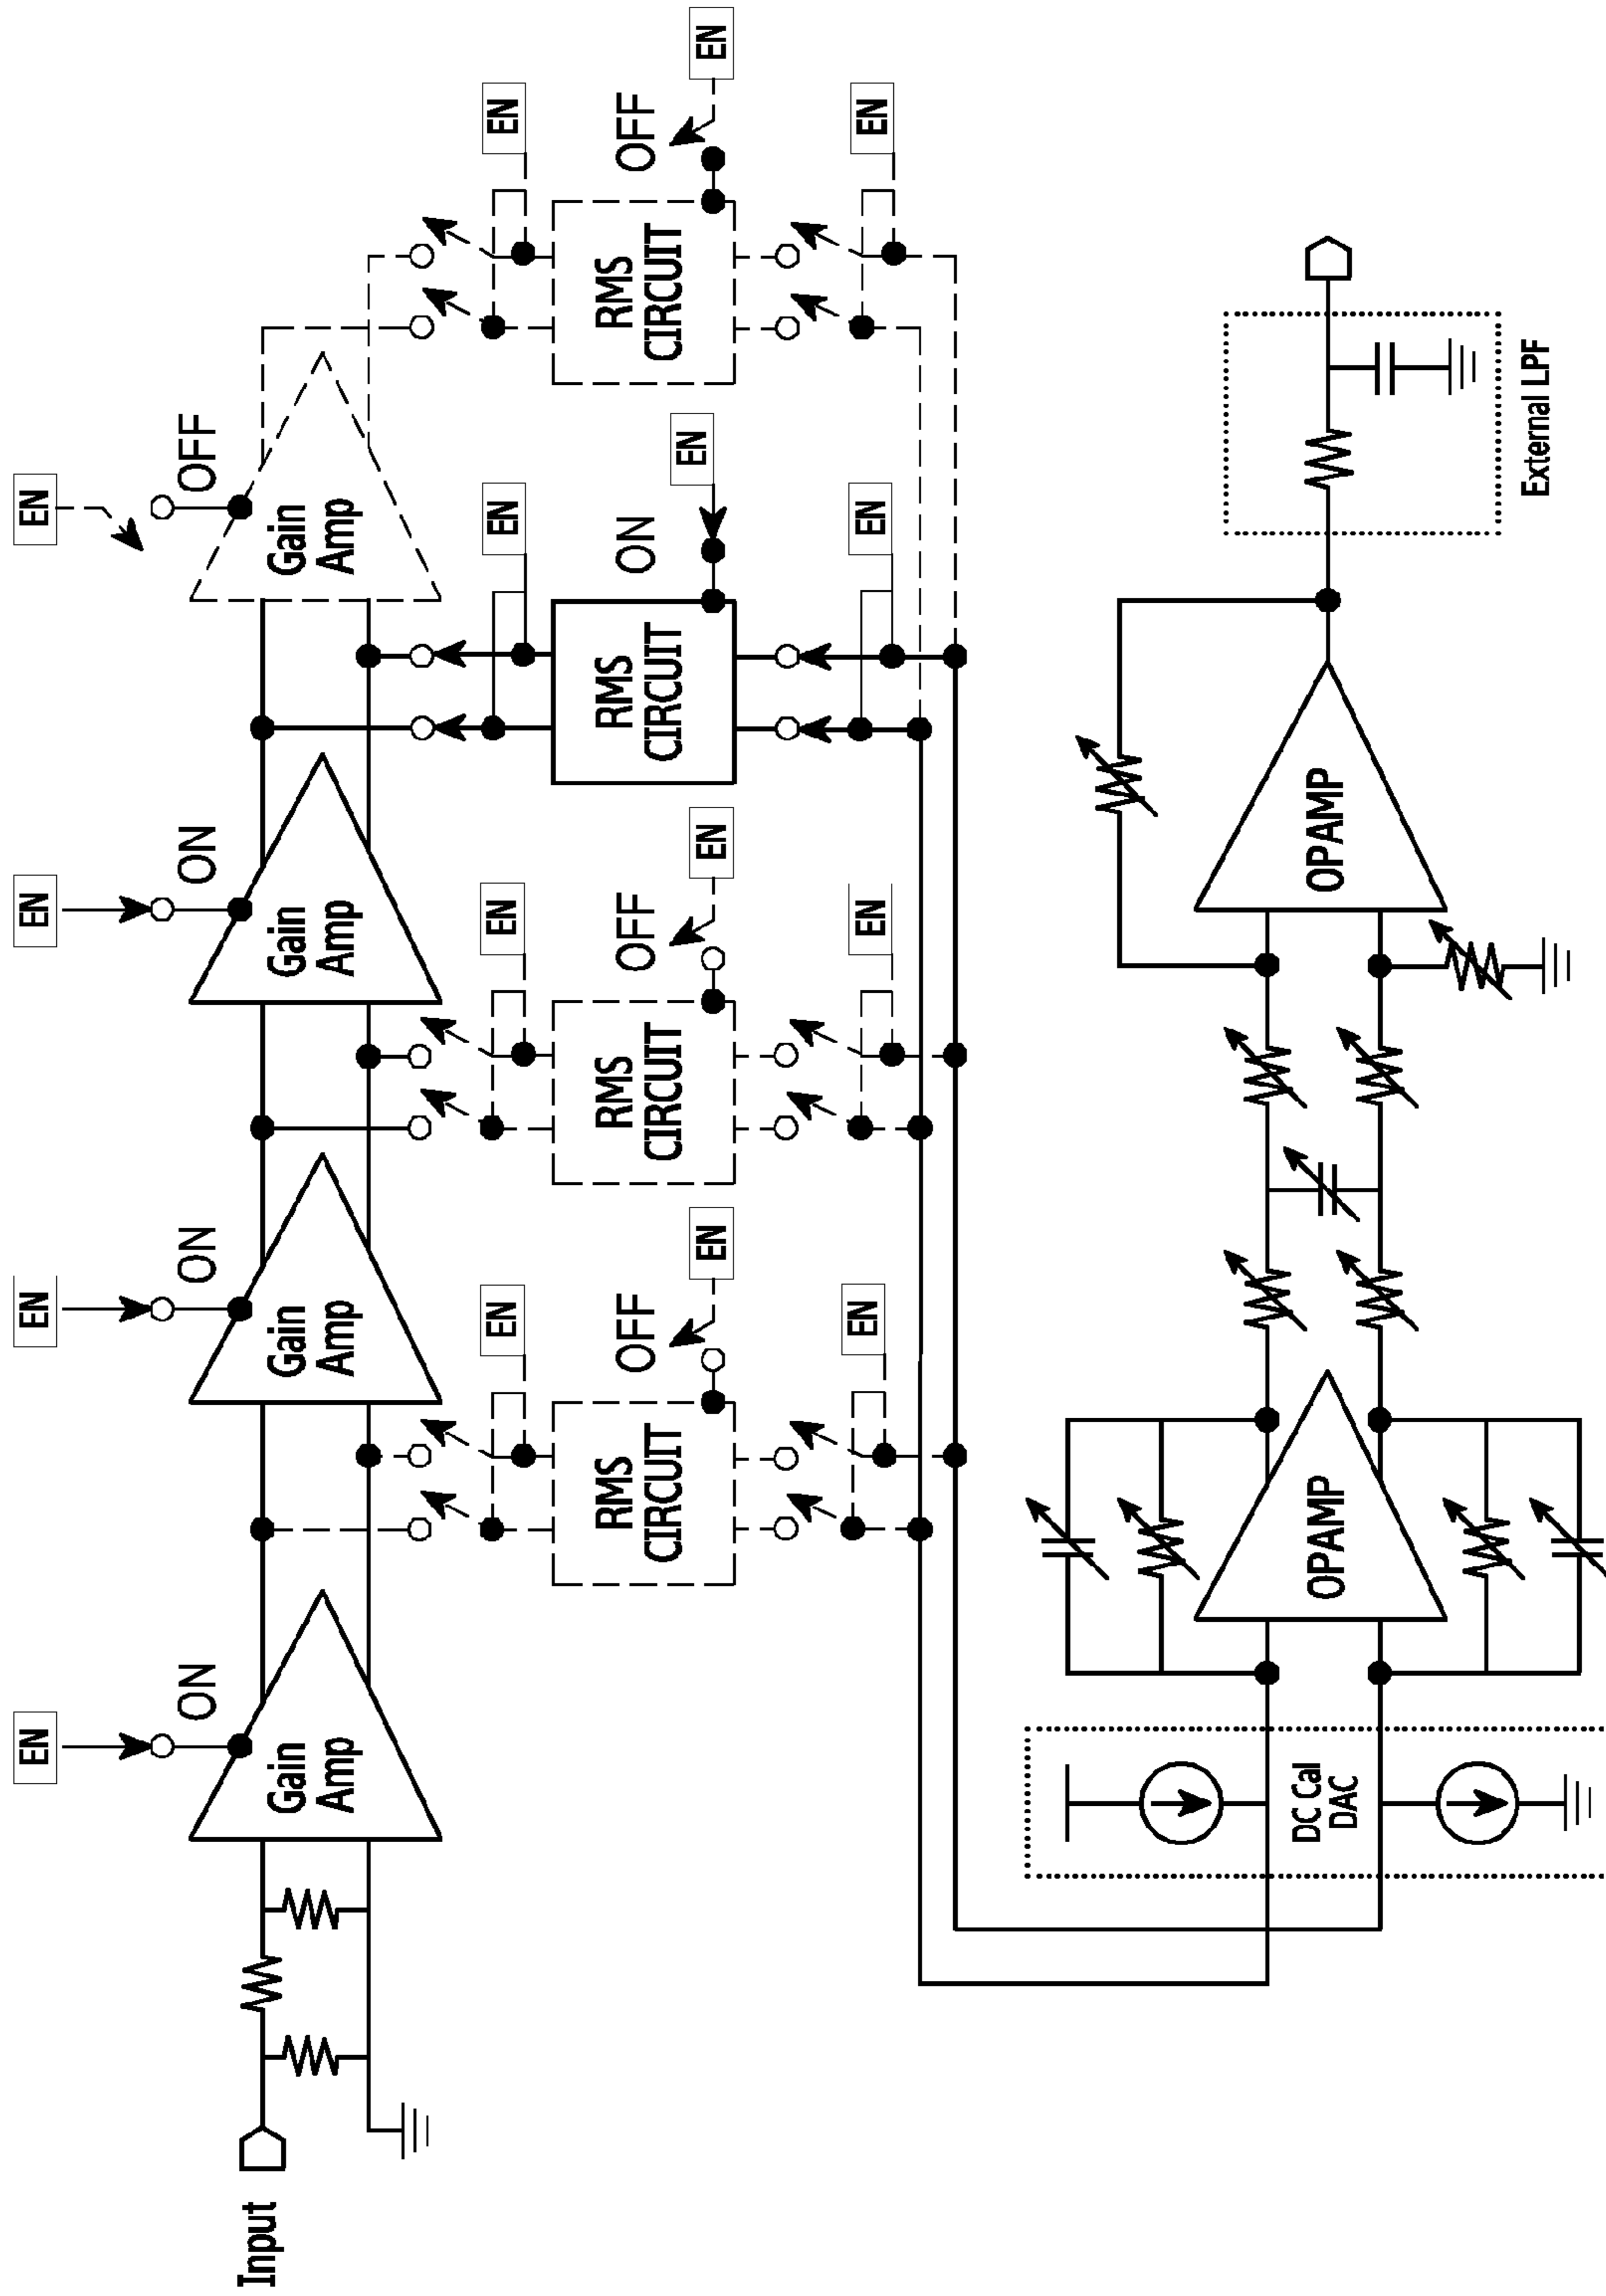 EN
EN
EN
EN
ON
ON
ON
OFF
Input
Gain
Amp
Gain
Amp
Gain
Amp
Gain
Amp
EN
EN
EN
EN
RMS
CIRCUIT
RMS
CIRCUIT
RMS
CIRCUIT
RMS
CIRCUIT
OFF
OFF
ON
OFF
EN
EN
EN
EN
EN
EN
EN
EN
DC Cal
DAC
OPAMP
OPAMP
External LPF